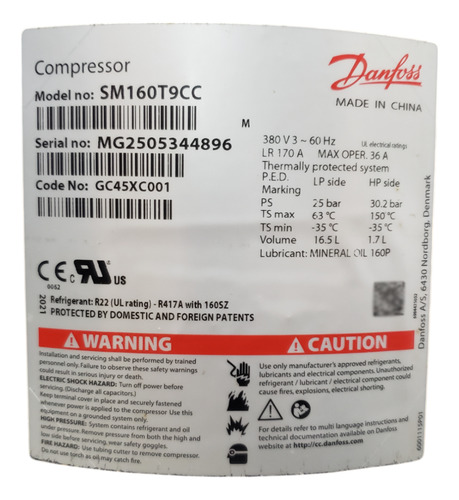 Compressor
Danfoss
MADE IN CHINA
Model no: SM160T9CC
M
Serial no: MG2505344896
Code No: GC45XC001
380 V 3 ~ 60 Hz UL electrical ratings
LR 170 A MAX OPER. 36 A
Thermally protected system
P.E.D. LP side HP side
Marking
PS 25 bar 30.2 bar
TS max 63 °C 150 °C
TS min -35 °C -35 °C
Volume 16.5 L 1.7 L
Lubricant: MINERAL OIL 160P
CE
0062
RU US
2021
Refrigerant: R22 (UL rating) - R417A with 160SZ
PROTECTED BY DOMESTIC AND FOREIGN PATENTS
Danfoss A/S, 6430 Nordborg, Denmark
WARNING
Installation and servicing shall be performed by trained
personnel only. Failure to observe these safety warnings
could result in serious injury or death.
ELECTRIC SHOCK HAZARD: Turn off power before
servicing. (Discharge all capacitors.)
Keep terminal cover in place and securely fastened
whenever power is applied to the compressor Use this
equipment on a grounded system only.
HIGH PRESSURE: System contains refrigerant and oil
under pressure. Remove pressure from both the high and
low side before servicing, wear safety goggles.
FIRE HAZARD: Use tubing cutter to remove compressor.
Do not use torch as oil may catch fire.
CAUTION
Use only manufacturer's approved refrigerants,
lubricants and electrical components. Unauthorized
refrigerant / lubricant / electrical component could
cause fires, explosions, electrical shorting.
For details refer to multi language Instructions and
technical documentation available on Danfoss
website at http://cc.danfoss.com